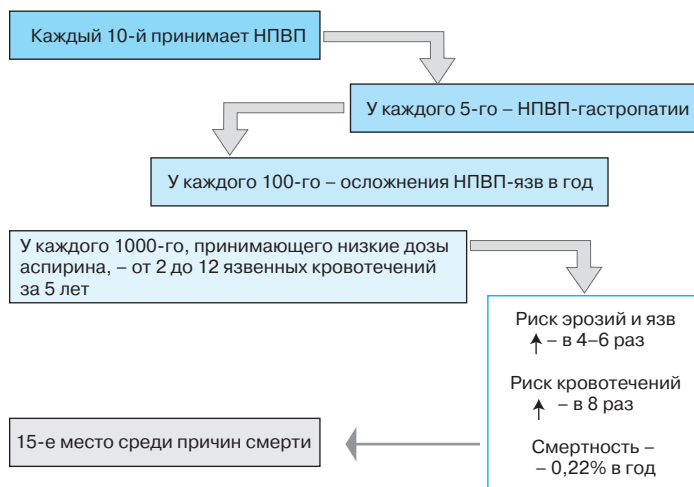 Каждый 10-й принимает НПВП
У каждого 5-го – НПВП-гастропатии
У каждого 100-го – осложнения НПВП-язв в год
У каждого 1000-го, принимающего низкие дозы
аспирина, – от 2 до 12 язвенных кровотечений
за 5 лет
Риск эрозий и язв
↑ – в 4–6 раз
Риск кровотечений
↑ – в 8 раз
Смертность –
– 0,22% в год
15-е место среди причин смерти